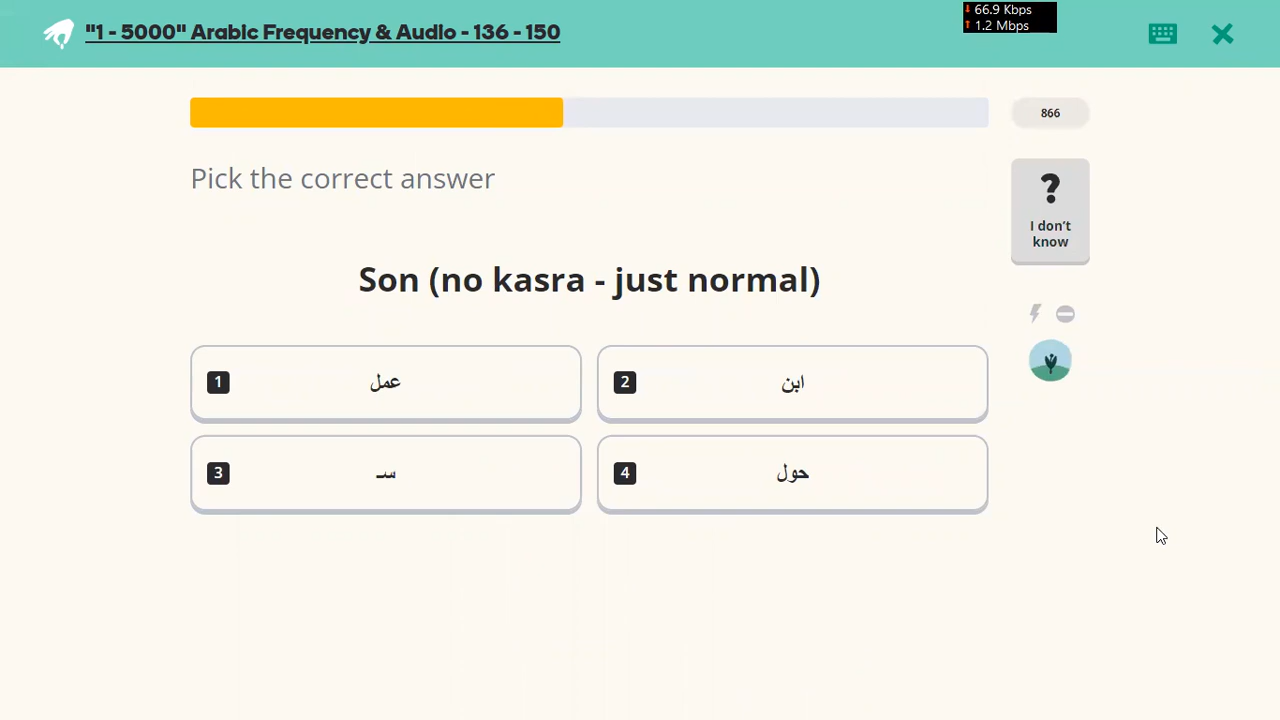 "1 - 5000" Arabic Frequency & Audio - 136 - 150
66.9 Kbps
1.2 Mbps
866
Pick the correct answer
?
I don't
know
Son (no kasra - just normal)
1 عمل
2 ابن
3 سـ
4 حول